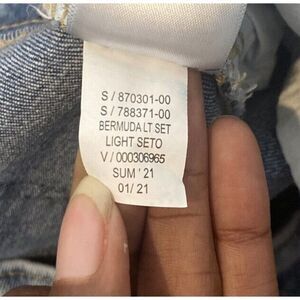 S / 870301-00
S / 788371-00
BERMUDA LT SET
LIGHT SETO
V / 000306965
SUM ' 21
01/ 21